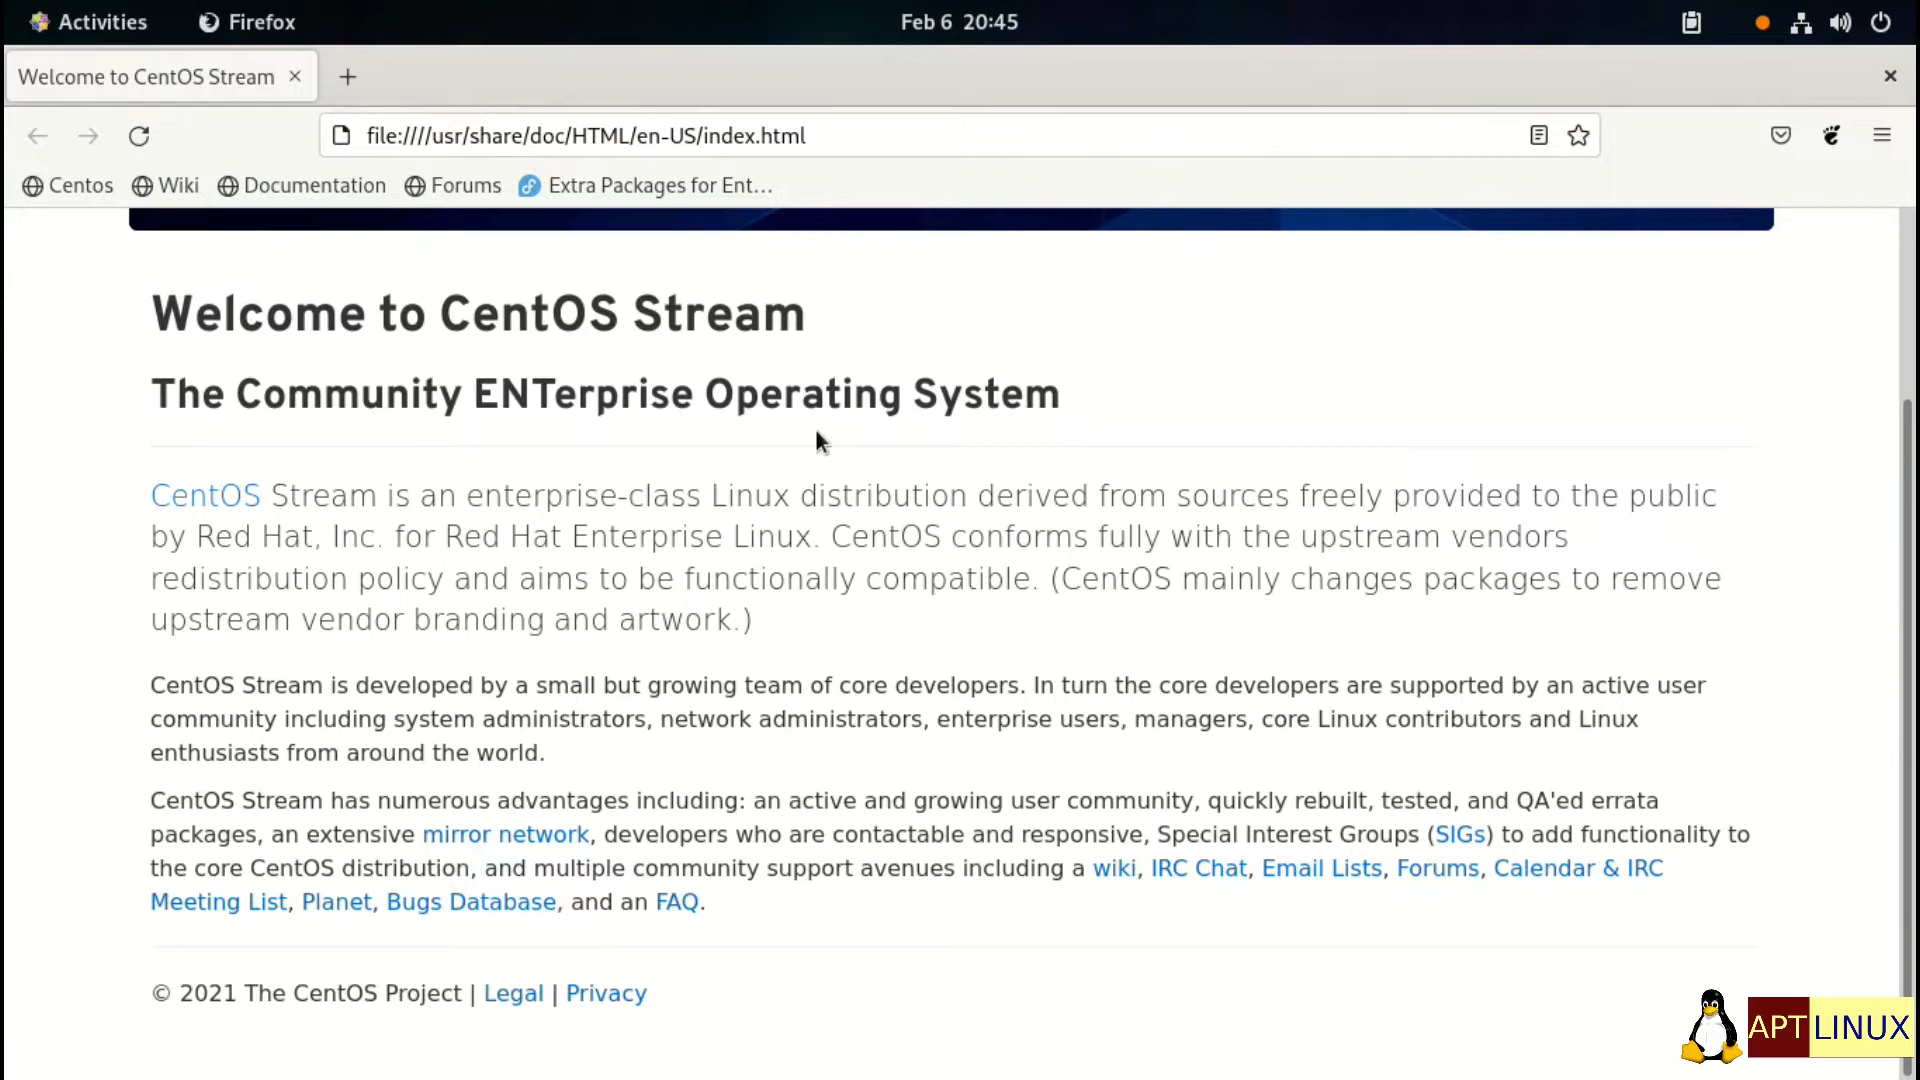 Activities Firefox Feb 6 20:45
Welcome to CentOS Stream
file:////usr/share/doc/HTML/en-US/index.html
Centos Wiki Documentation Forums Extra Packages for Ent…
Welcome to CentOS Stream
The Community ENTerprise Operating System
CentOS Stream is an enterprise-class Linux distribution derived from sources freely provided to the public
by Red Hat, Inc. for Red Hat Enterprise Linux. CentOS conforms fully with the upstream vendors
redistribution policy and aims to be functionally compatible. (CentOS mainly changes packages to remove
upstream vendor branding and artwork.)
CentOS Stream is developed by a small but growing team of core developers. In turn the core developers are supported by an active user
community including system administrators, network administrators, enterprise users, managers, core Linux contributors and Linux
enthusiasts from around the world.
CentOS Stream has numerous advantages including: an active and growing user community, quickly rebuilt, tested, and QA'ed errata
packages, an extensive mirror network, developers who are contactable and responsive, Special Interest Groups (SIGs) to add functionality to
the core CentOS distribution, and multiple community support avenues including a wiki, IRC Chat, Email Lists, Forums, Calendar & IRC
Meeting List, Planet, Bugs Database, and an FAQ.
© 2021 The CentOS Project | Legal | Privacy
APT LINUX